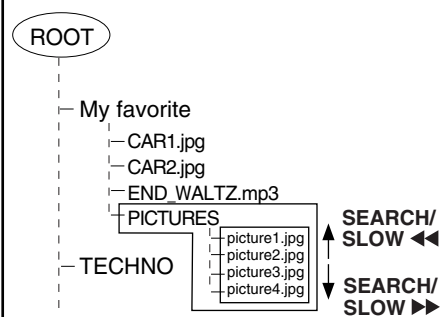 ROOT
My favorite
CAR1.jpg
CAR2.jpg
END_WALTZ.mp3
PICTURES
picture1.jpg
picture2.jpg
picture3.jpg
picture4.jpg
TECHNO
SEARCH/
SLOW ◀◀
SEARCH/
SLOW ▶▶